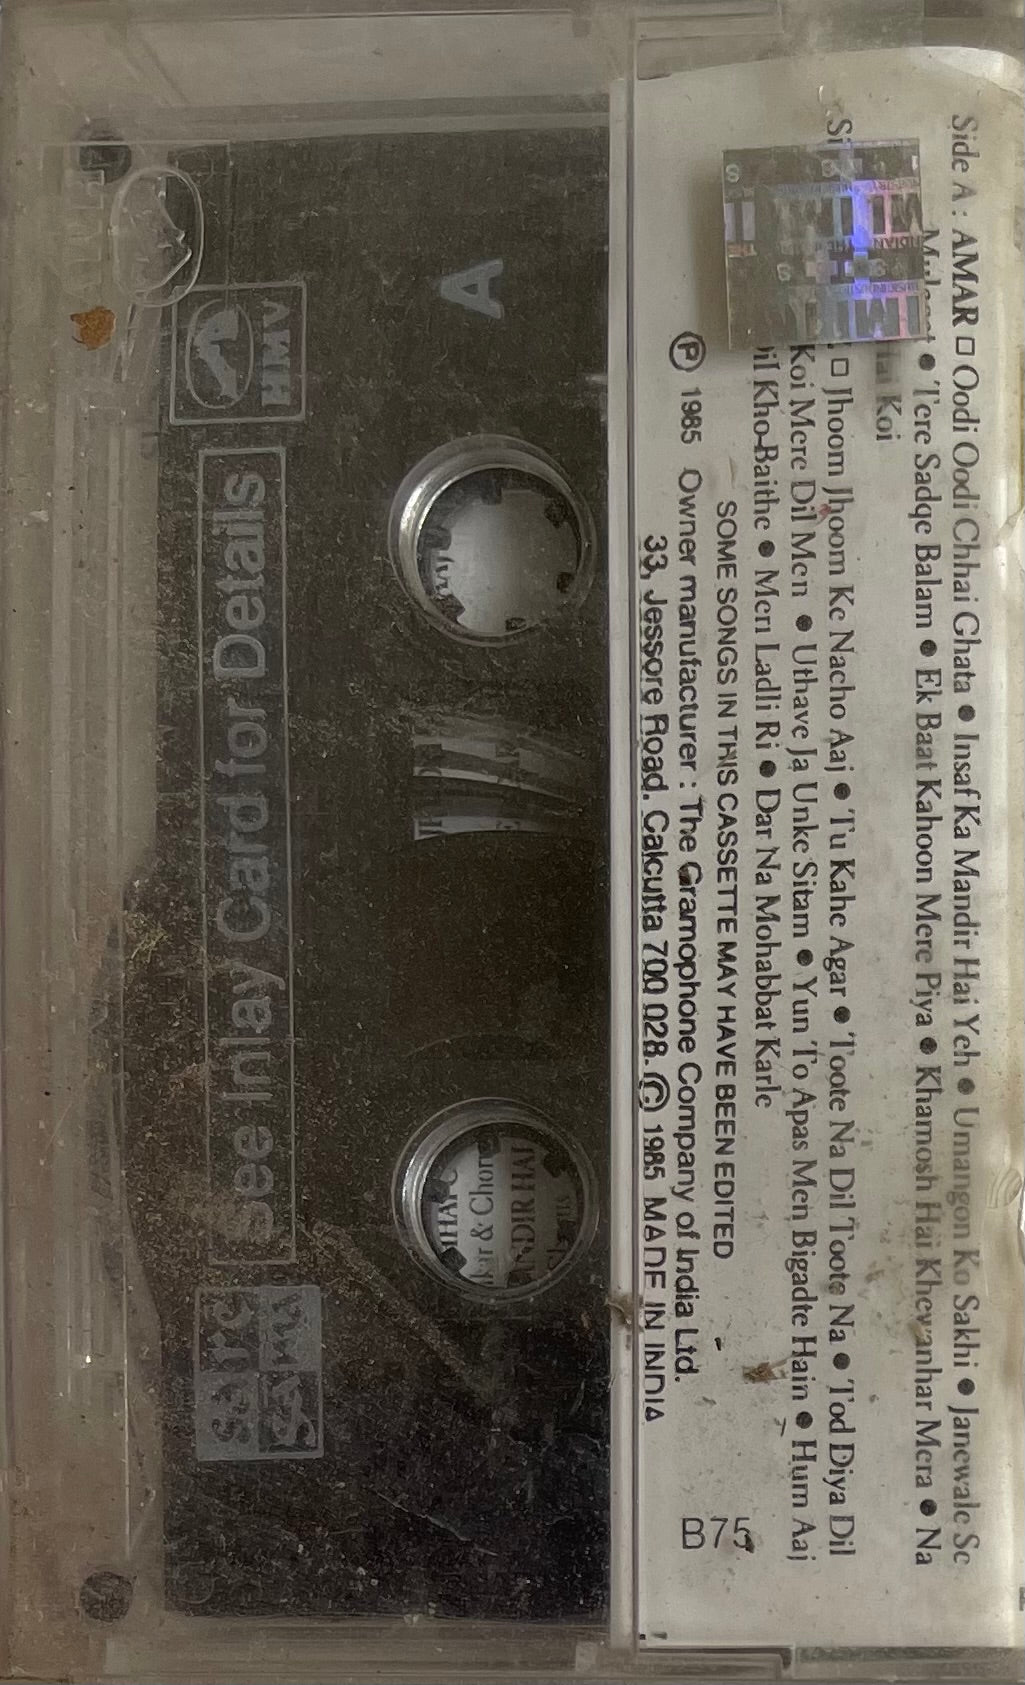 Side A : AMAR □ Oodi Oodi Chhai Ghata ● Insaf Ka Mandir Hai Yeh ● Umangon Ko Sakhi ● Janewale Se
● Tere Sadqe Balam ● Ek Baat Kahoon Mere Piya ● Khamosh Hai Khewanhar Mera ● Na
Koi
□ Jhoom Jhoom Ke Nacho Aaj ● Tu Kahe Agar ● Toote Na Dil Toote Na ● Tod Diya Dil
Koi Mere Dil Men ● Uthaye Ja Unke Sitam ● Yun To Apas Men Bigadte Hain ● Hum Aaj
Kho Baithe ● Meri Ladli Ri ● Dar Na Mohabbat Karle
SOME SONGS IN THIS CASSETTE MAY HAVE BEEN EDITED
Ⓟ 1985 Owner manufacturer : The Gramophone Company of India Ltd.
33, Jessore Road. Calcutta 700 028. © 1985 MADE IN INDIA
B75
A
HMV
See Inlay Card for Details